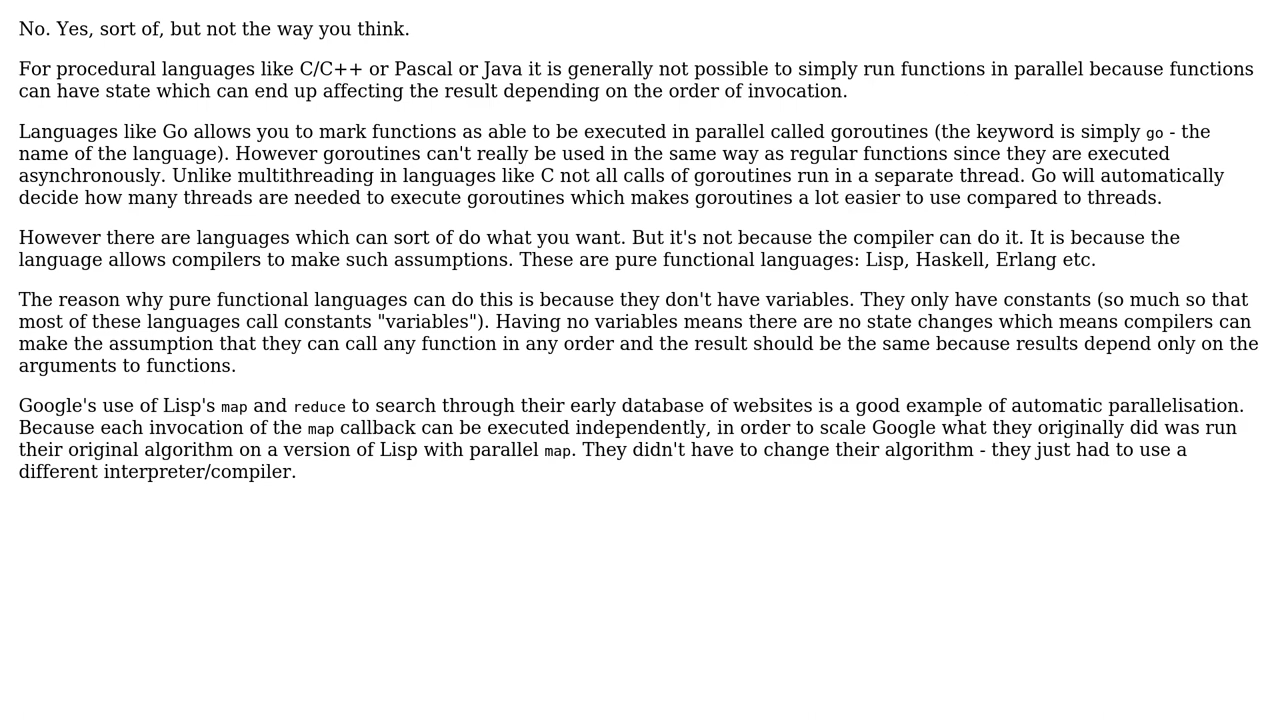 No. Yes, sort of, but not the way you think.
For procedural languages like C/C++ or Pascal or Java it is generally not possible to simply run functions in parallel because functions
can have state which can end up affecting the result depending on the order of invocation.
Languages like Go allows you to mark functions as able to be executed in parallel called goroutines (the keyword is simply go - the
name of the language). However goroutines can't really be used in the same way as regular functions since they are executed
asynchronously. Unlike multithreading in languages like C not all calls of goroutines run in a separate thread. Go will automatically
decide how many threads are needed to execute goroutines which makes goroutines a lot easier to use compared to threads.
However there are languages which can sort of do what you want. But it's not because the compiler can do it. It is because the
language allows compilers to make such assumptions. These are pure functional languages: Lisp, Haskell, Erlang etc.
The reason why pure functional languages can do this is because they don't have variables. They only have constants (so much so that
most of these languages call constants "variables"). Having no variables means there are no state changes which means compilers can
make the assumption that they can call any function in any order and the result should be the same because results depend only on the
arguments to functions.
Google's use of Lisp's map and reduce to search through their early database of websites is a good example of automatic parallelisation.
Because each invocation of the map callback can be executed independently, in order to scale Google what they originally did was run
their original algorithm on a version of Lisp with parallel map. They didn't have to change their algorithm - they just had to use a
different interpreter/compiler.